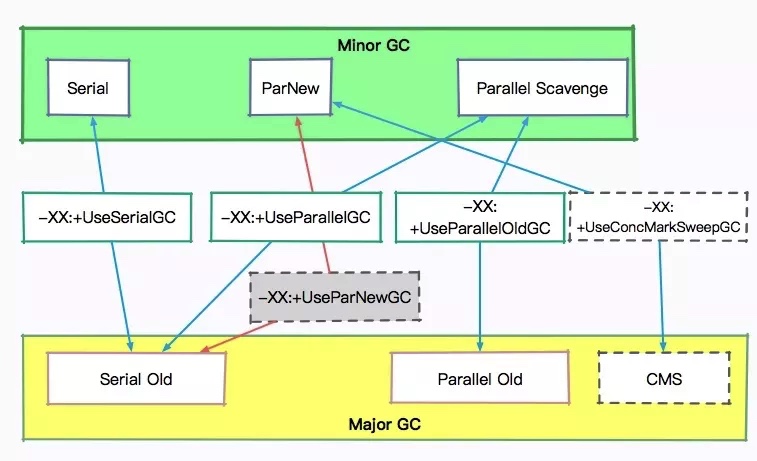 Minor GC
Serial
ParNew
Parallel Scavenge
-XX:+UseSerialGC
-XX:+UseParallelGC
-XX:
+UseParallelOldGC
-XX:
+UseConcMarkSweepGC
-XX:+UseParNewGC
Serial Old
Parallel Old
CMS
Major GC